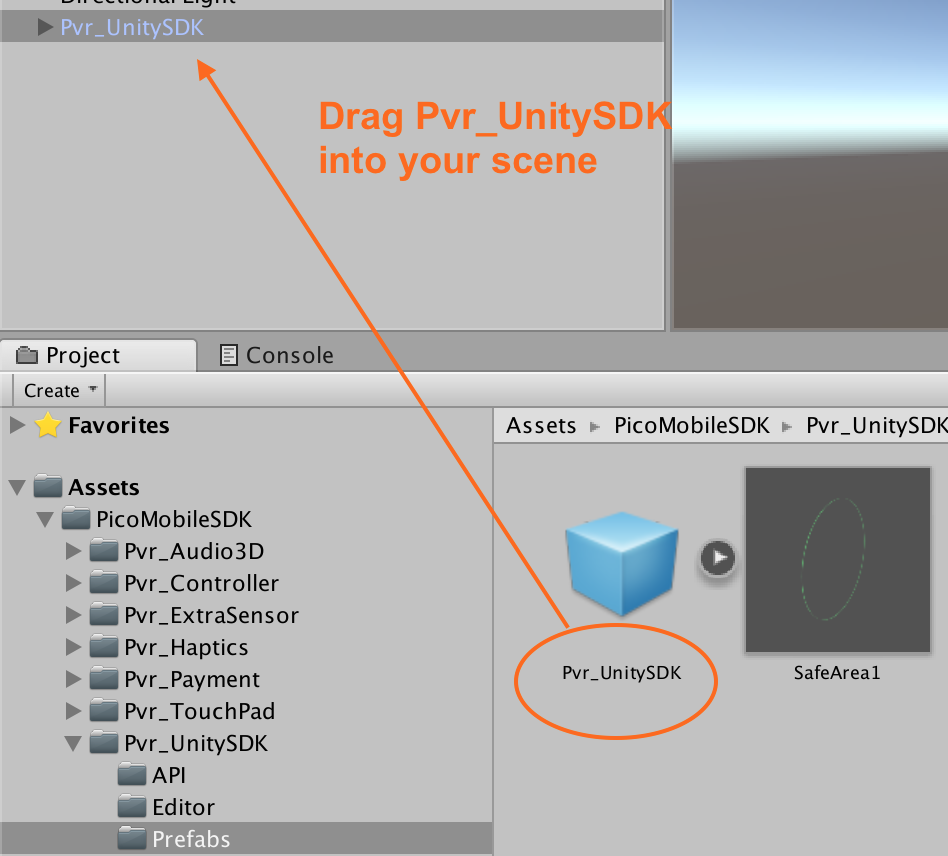 Directional Light
Pvr_UnitySDK
Drag Pvr_UnitySDK
into your scene
Project
Console
Create
Favorites
Assets
PicoMobileSDK
Pvr_Audio3D
Pvr_Controller
Pvr_ExtraSensor
Pvr_Haptics
Pvr_Payment
Pvr_TouchPad
Pvr_UnitySDK
API
Editor
Prefabs
Assets PicoMobileSDK Pvr_UnitySDK
Pvr_UnitySDK
SafeArea1